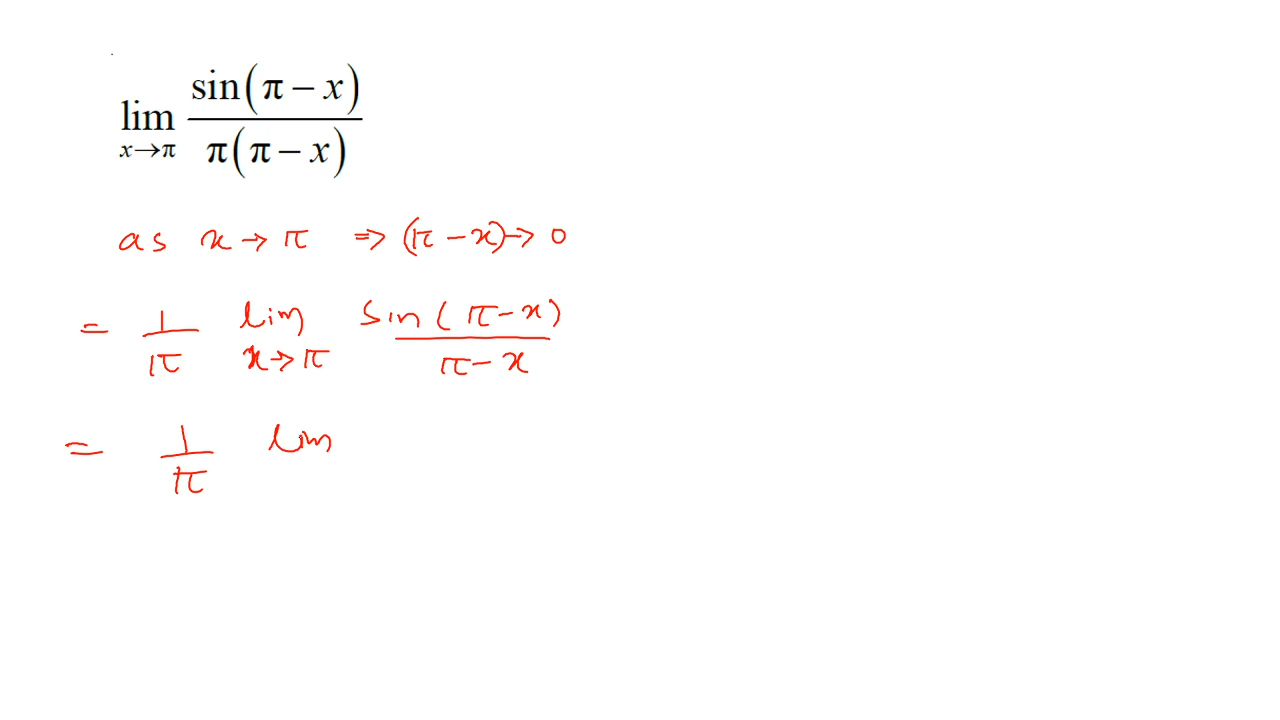 lim x→π sin(π − x) / π(π − x)
as x → π ⇒ (π − x) → 0
= 1/π lim x→π sin(π − x) / π − x
= 1/π lim